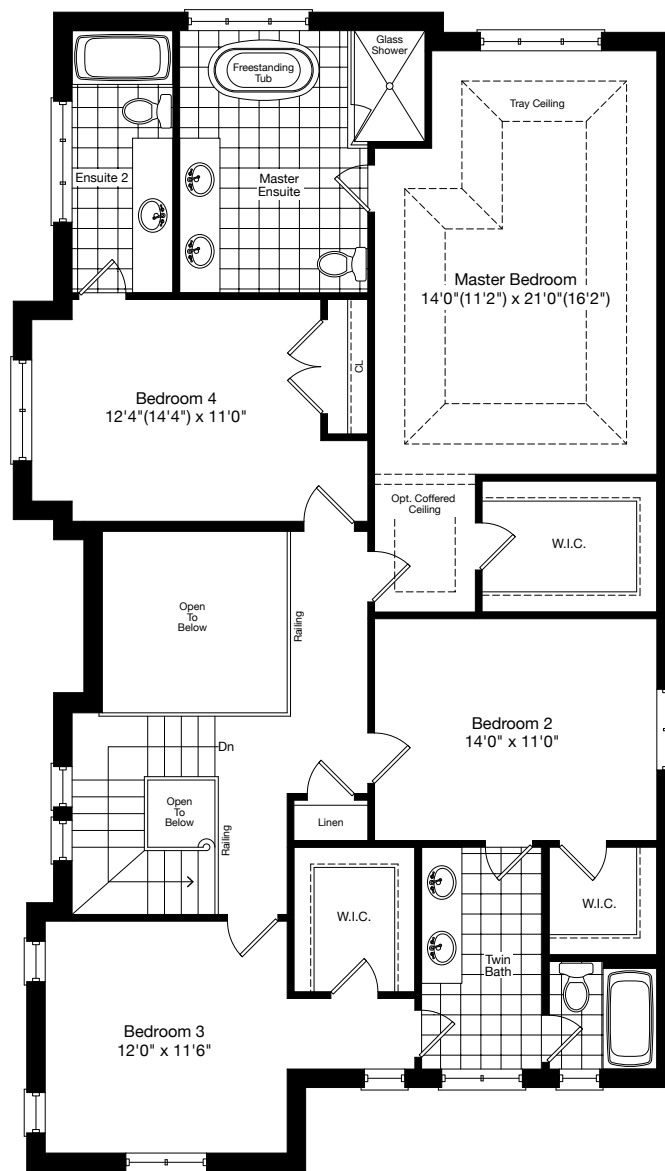 Glass
Shower
Freestanding
Tub
Tray Ceiling
Ensuite 2
Master
Ensuite
Master Bedroom
14'0"(11'2") x 21'0"(16'2")
CL
Bedroom 4
12'4"(14'4") x 11'0"
Opt. Coffered
Ceiling
W.I.C.
Open
To
Below
Railing
Bedroom 2
14'0" x 11'0"
Dn
Open
To
Below
Railing
Linen
W.I.C.
W.I.C.
Twin
Bath
Bedroom 3
12'0" x 11'6"